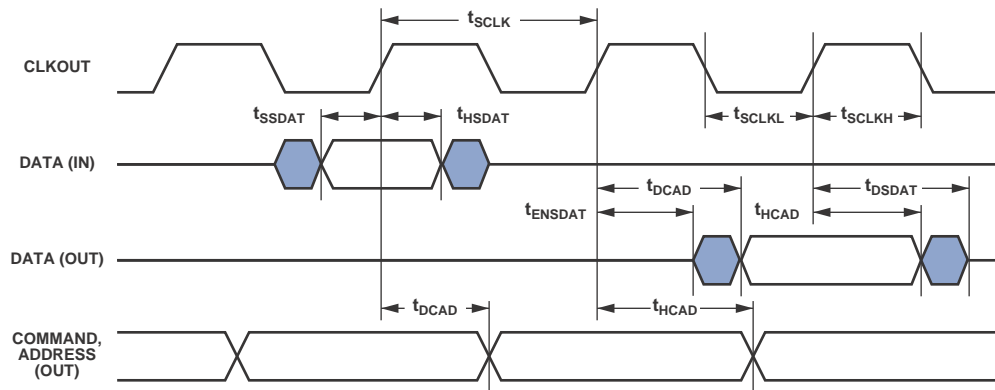 tSCLK
CLKOUT
tSSDAT
tHSDAT
tSCLKL
tSCLKH
DATA (IN)
tDCAD
tDSDAT
tENSDAT
tHCAD
DATA (OUT)
tDCAD
tHCAD
COMMAND,
ADDRESS
(OUT)